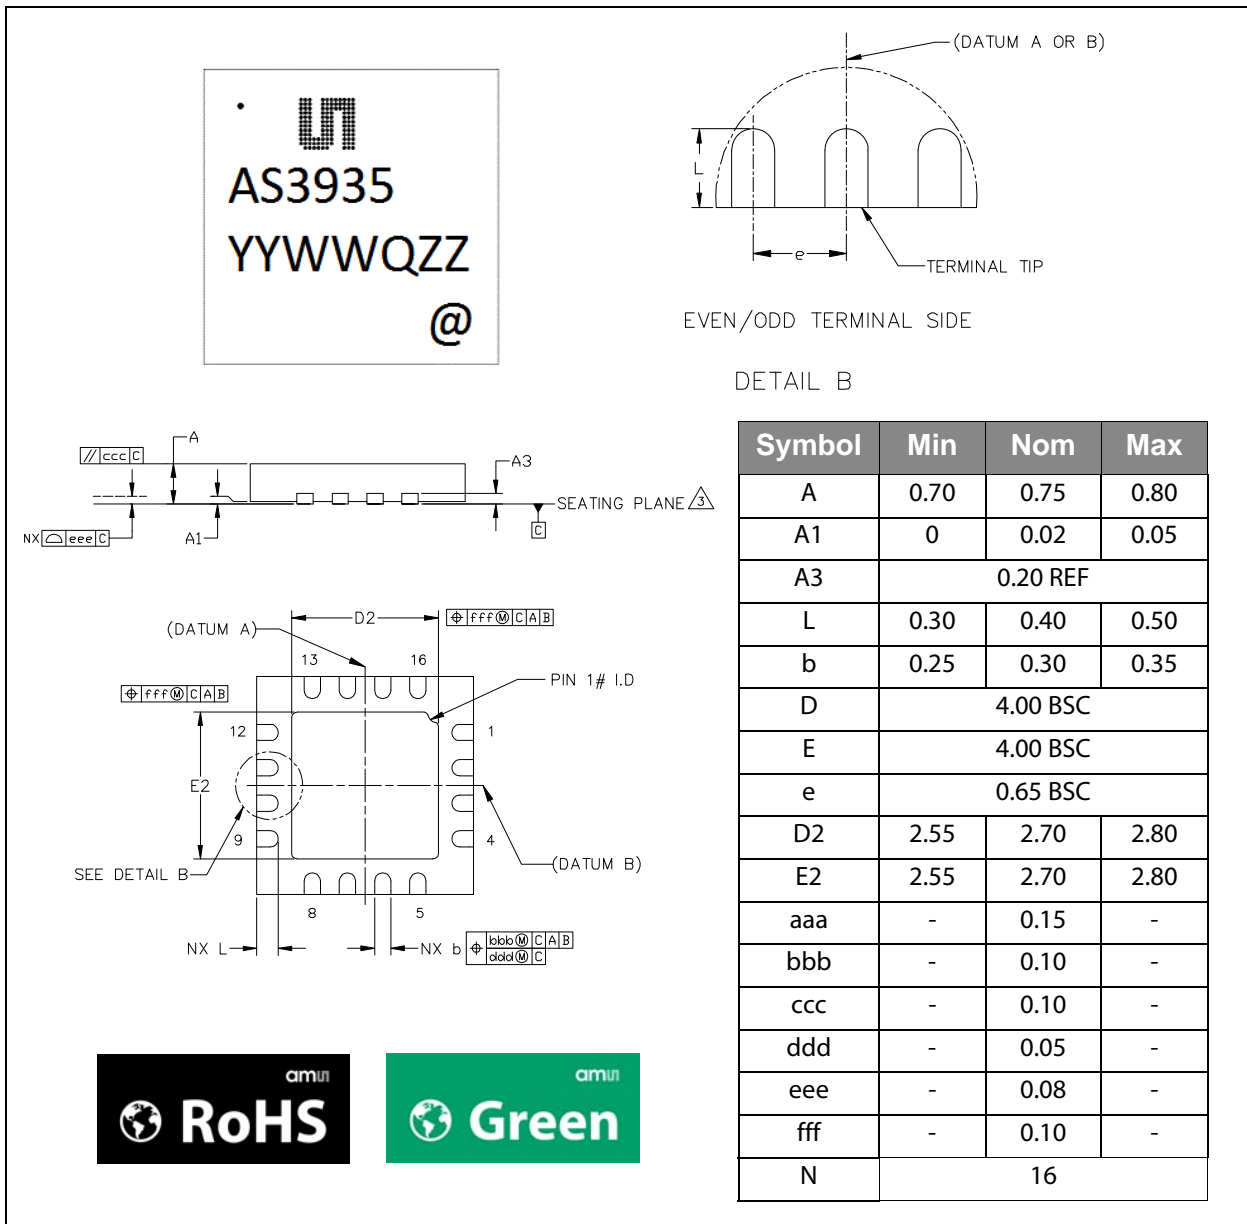 AS3935
YYWWQZZ
@
(DATUM A OR B)
L
e
TERMINAL TIP
EVEN/ODD TERMINAL SIDE
DETAIL B
// ccc C
A
A3
SEATING PLANE 3
C
NX eee C
A1
D2
fff Ⓜ C A B
(DATUM A)
13 16
PIN 1# I.D
fff Ⓜ C A B
12 1
E2
9 4
SEE DETAIL B
(DATUM B)
8 5
NX L
NX b
bbb Ⓜ C A B
ddd Ⓜ C
Symbol Min Nom Max
A 0.70 0.75 0.80
A1 0 0.02 0.05
A3 0.20 REF
L 0.30 0.40 0.50
b 0.25 0.30 0.35
D 4.00 BSC
E 4.00 BSC
e 0.65 BSC
D2 2.55 2.70 2.80
E2 2.55 2.70 2.80
aaa - 0.15 -
bbb - 0.10 -
ccc - 0.10 -
ddd - 0.05 -
eee - 0.08 -
fff - 0.10 -
N 16
am
RoHS
am
Green